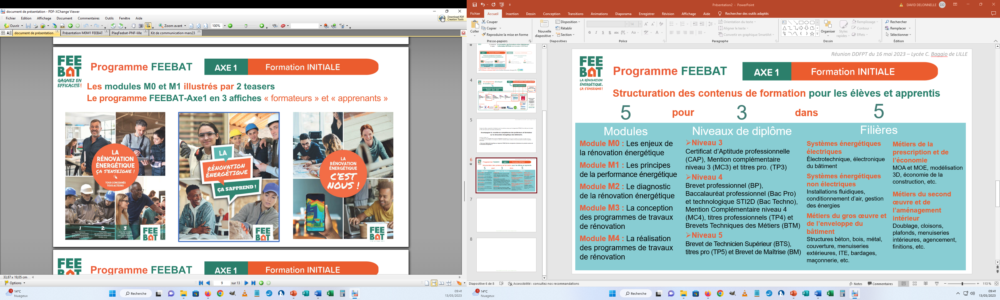 document de présentation - PDF-XChange Viewer
Fichier Edition Affichage Document Commentaires Outils Fenêtre Aide
Download PDF
Creation Tools
Ouvrir Zoom avant 100%
document de présentation Présentation M0M1 FEEBAT PlaqFeebat-PNF-lille Kit de communication mars23
FEE
BAT
GAGNEZ EN
EFFICACITÉ !
Programme FEEBAT
AXE 1 Formation INITIALE
Les modules M0 et M1 illustrés par 2 teasers
Le programme FEEBAT-Axe1 en 3 affiches « formateurs » et « apprenants »
LA
RÉNOVATION
ÉNERGÉTIQUE
ÇA S'ENSEIGNE !
TOUS CONCERNÉS
TOUS ACTEURS
1 2 3
FEE
BAT
LA
RÉNOVATION
ÉNERGÉTIQUE
ÇA S'APPREND !
FEE
BAT
LA
RÉNOVATION
ÉNERGÉTIQUE
C'EST
NOUS !
FEE
BAT
FEE
Programme FEEBAT
AXE 1 Formation INITIALE
33,87 x 19,05 cm
Options 9 sur 13
1
14°C
Nuageux
Recherche
09:41
13/05/2023
Présentation2 - PowerPoint
DAVID DELONNELLE DD
Fichier Accueil Insertion Dessin Conception Transitions Animations Diaporama Enregistrer Révision Affichage Aide Rechercher des outils adaptés
Coller
Couper
Copier
Reproduire la mise en forme
Presse-papiers
Nouvelle
diapositive
Disposition
Rétablir
Section
Diapositives
14
G I S S abc AV Aa
Police
Orientation du texte
Aligner le texte
Convertir en graphique SmartArt
Paragraphe
Organiser
Styles
rapides
Remplissage
Contour
Effets
Dessin
Rechercher
Remplacer
Sélectionner
Édition
4
5
6
7
8
Réunion DDFPT du 16 mai 2023 – Lycée C. Baggio de LILLE
FEE
BAT
LA RÉNOVATION
ÉNERGÉTIQUE,
ÇA S'ENSEIGNE !
Programme FEEBAT
AXE 1 Formation INITIALE
Structuration des contenus de formation pour les élèves et apprentis
5 pour 3 dans 5
Modules
Module M0 : Les enjeux de
la rénovation énergétique
Module M1 : Les principes
de la performance énergétique
Module M2 : Le diagnostic
de la rénovation énergétique
Module M3 : La conception
des programmes de travaux
de rénovation
Module M4 : La réalisation
des programmes de travaux
de rénovation
Niveaux de diplôme
➢Niveau 3
Certificat d'Aptitude professionnelle
(CAP), Mention complémentaire
niveau 3 (MC3) et titres pro. (TP3)
➢Niveau 4
Brevet professionnel (BP),
Baccalauréat professionnel (Bac Pro)
et technologique STI2D (Bac Techno),
Mention Complémentaire niveau 4
(MC4), titres professionnels (TP4) et
Brevets Techniques des Métiers (BTM)
➢Niveau 5
Brevet de Technicien Supérieur (BTS),
titres pro (TP5) et Brevet de Maîtrise (BM)
Filières
Systèmes énergétiques
électriques
Électrotechnique, électronique
du bâtiment
Systèmes énergétiques
non électriques
Installations fluidiques,
conditionnement d'air, gestion
des énergies
Métiers du gros œuvre et
de l'enveloppe du
bâtiment
Structures béton, bois, métal,
couverture, menuiseries
extérieures, ITE, bardages,
maçonnerie, etc.
Métiers de la
prescription et de
l'économie
MOA et MOE, modélisation
3D, économie de la
construction, etc.
Métiers du second
œuvre et de
l'aménagement
intérieur
Doublage, cloisons,
plafonds, menuiseries
intérieures, agencement,
finitions, etc.
Diapositive 6 de 8 Accessibilité : consultez nos recommandations
Notes Commentaires 113 %
1
14°C
Nuageux
Recherche
09:41
13/05/2023